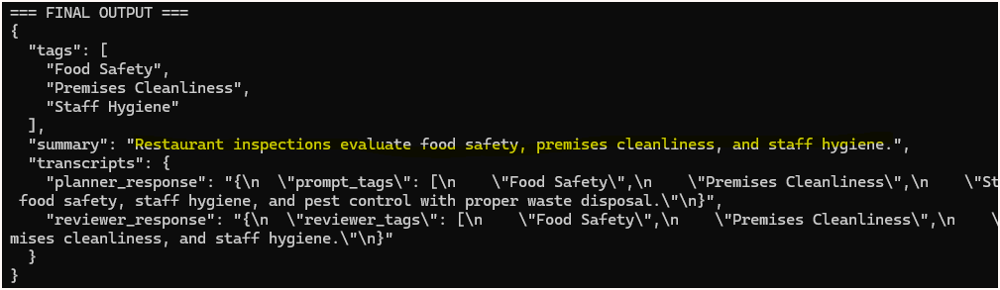 === FINAL OUTPUT ===
{
  "tags": [
    "Food Safety",
    "Premises Cleanliness",
    "Staff Hygiene"
  ],
  "summary": "Restaurant inspections evaluate food safety, premises cleanliness, and staff hygiene.",
  "transcripts": {
    "planner_response": "{\n  \"prompt_tags\": [\n    \"Food Safety\",\n    \"Premises Cleanliness\",\n    \"St
 food safety, staff hygiene, and pest control with proper waste disposal.\"\n}",
    "reviewer_response": "{\n  \"reviewer_tags\": [\n    \"Food Safety\",\n    \"Premises Cleanliness\",\n    \
mises cleanliness, and staff hygiene.\"\n}"
  }
}